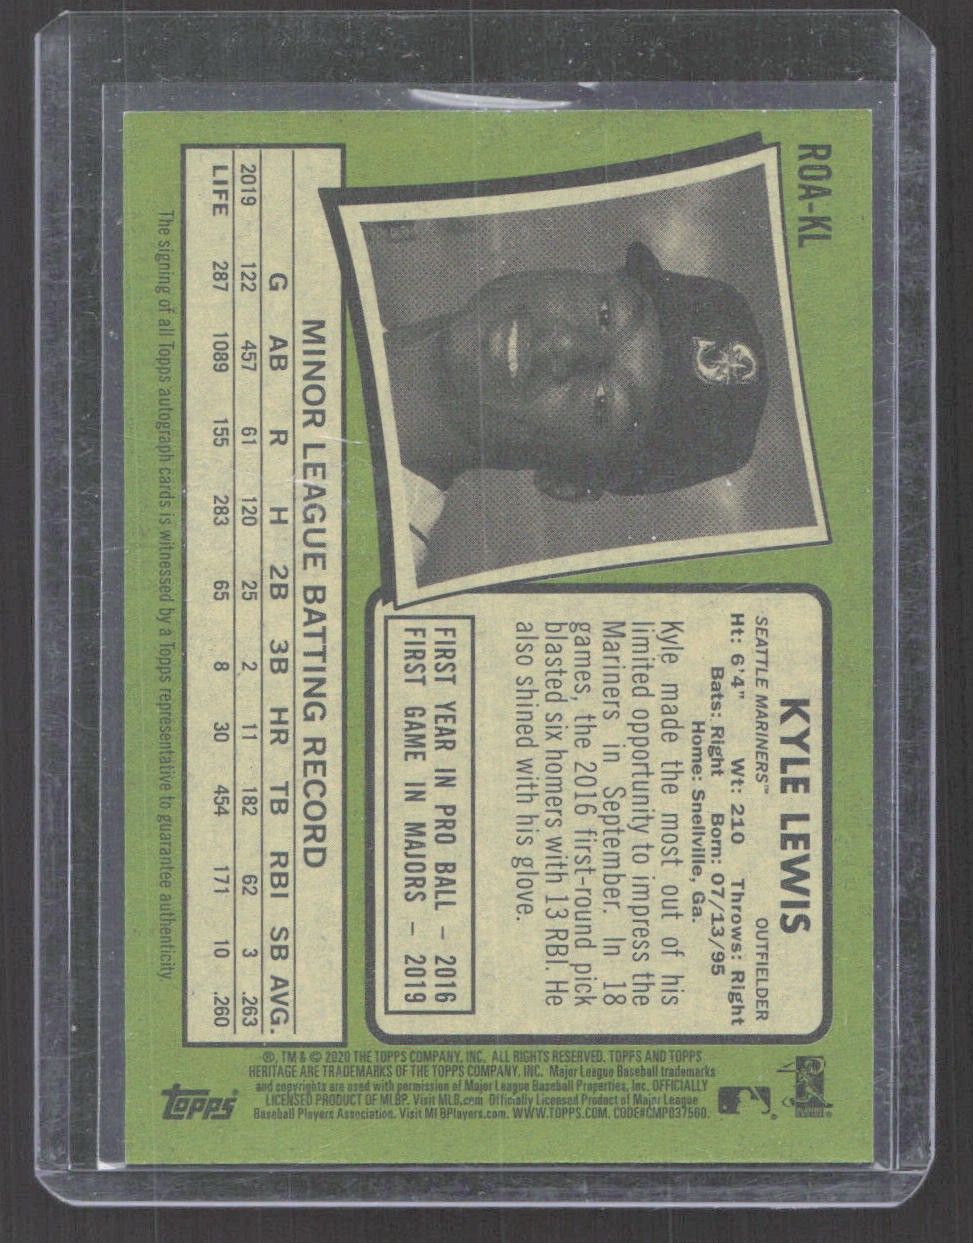 ROA-KL
KYLE LEWIS
SEATTLE MARINERS™ OUTFIELDER
Ht: 6'4" Wt: 210 Throws: Right
Bats: Right Born: 07/13/95
Home: Snellville, Ga.
Kyle made the most out of his
limited opportunity to impress the
Mariners in September. In 18
games, the 2016 first-round pick
blasted six homers with 13 RBI. He
also shined with his glove.
FIRST YEAR IN PRO BALL – 2016
FIRST GAME IN MAJORS – 2019
MINOR LEAGUE BATTING RECORD
G AB R H 2B 3B HR TB RBI SB AVG.
2019 122 457 61 120 25 2 11 182 62 3 .263
LIFE 287 1089 155 283 65 8 30 454 171 10 .260
The signing of all Topps autograph cards is witnessed by a Topps representative to guarantee authenticity.
®, TM & © 2020 THE TOPPS COMPANY, INC. ALL RIGHTS RESERVED. TOPPS AND TOPPS
HERITAGE ARE TRADEMARKS OF THE TOPPS COMPANY, INC. Major League Baseball trademarks
and copyrights are used with permission of Major League Baseball Properties, Inc. OFFICIALLY
LICENSED PRODUCT OF MLBP. Visit MLB.com Officially Licensed Product of Major League
Baseball Players Association. Visit MLBPlayers.com. WWW.TOPPS.COM. CODE#CMP037560.
topps